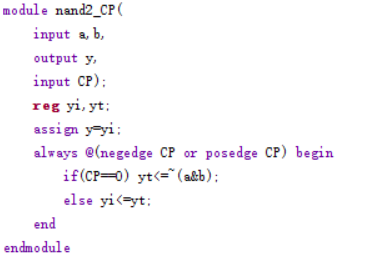 module nand2_CP(
input a,b,
output y,
input CP);
reg yi,yt;
assign y=yi;
always @(negedge CP or posedge CP) begin
if(CP==0) yt<=~(a&b);
else yi<=yt;
end
endmodule